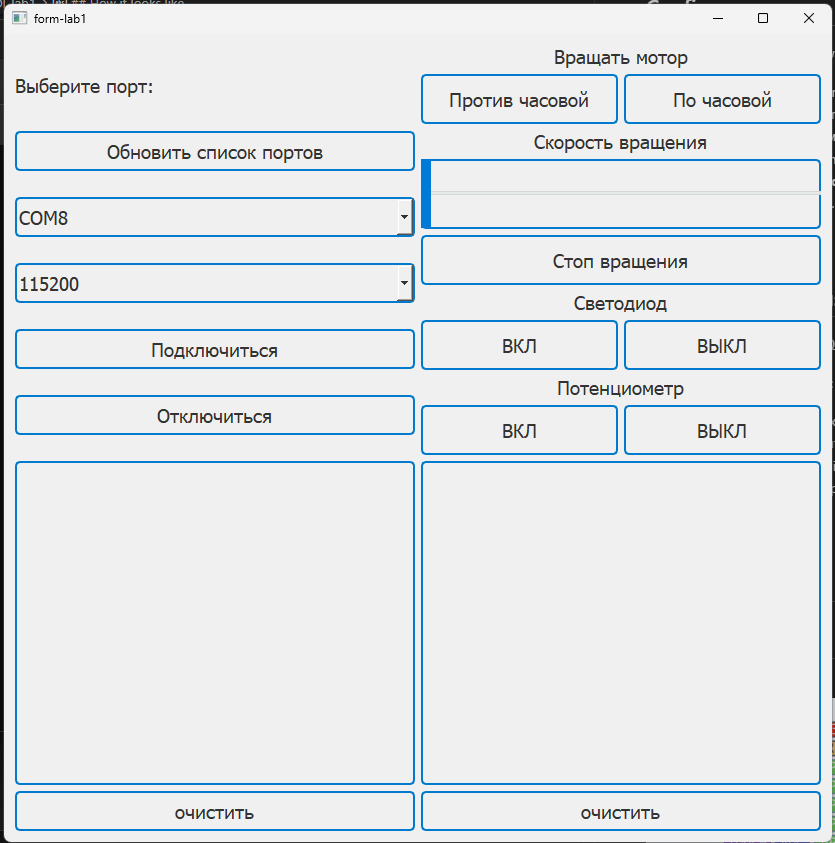 form-lab1
Выберите порт:
Обновить список портов
COM8
115200
Подключиться
Отключиться
очистить
Вращать мотор
Против часовой
По часовой
Скорость вращения
Стоп вращения
Светодиод
ВКЛ
ВЫКЛ
Потенциометр
ВКЛ
ВЫКЛ
очистить